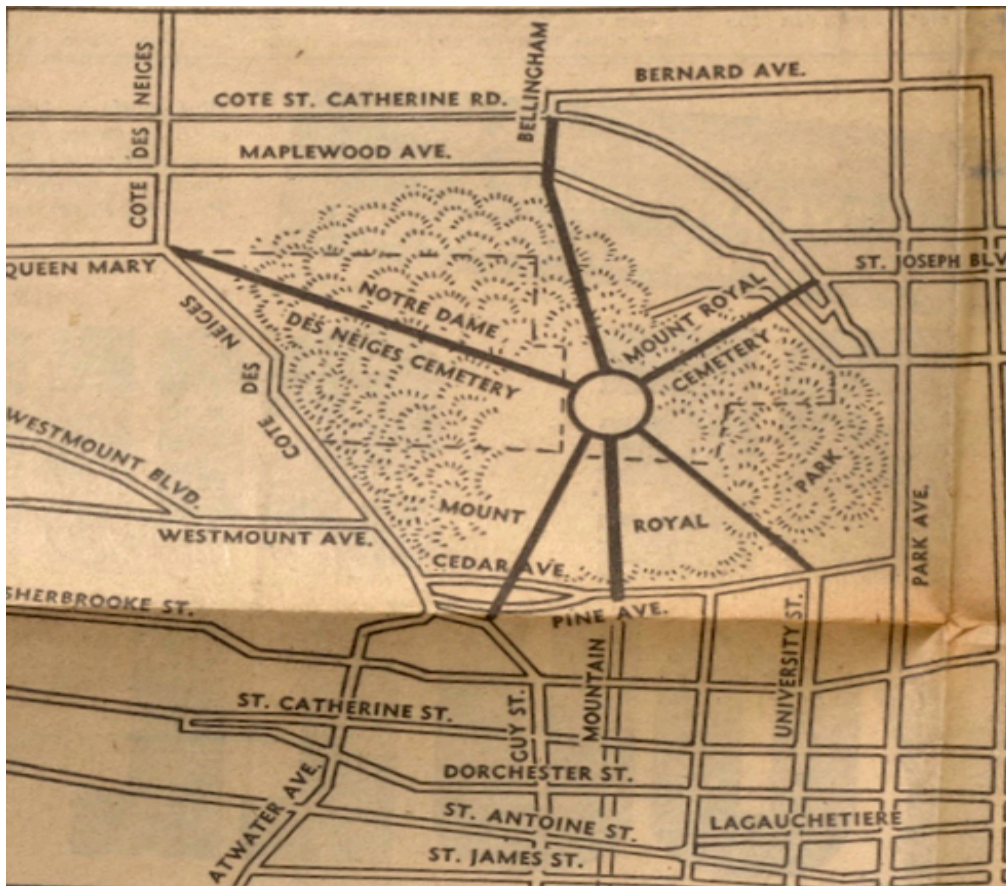 BERNARD AVE.
COTE ST. CATHERINE RD.
BELLINGHAM
COTE DES NEIGES
MAPLEWOOD AVE.
QUEEN MARY
ST. JOSEPH BLV
MOUNT ROYAL
CEMETERY
NOTRE DAME
DES NEIGES CEMETERY
COTE DES NEIGES
WESTMOUNT BLVD.
WESTMOUNT AVE.
MOUNT ROYAL PARK
PARK AVE.
CEDAR AVE
PINE AVE.
SHERBROOKE ST.
GUY ST.
MOUNTAIN
UNIVERSITY ST.
ST. CATHERINE ST.
DORCHESTER ST.
ATWATER AVE.
ST. ANTOINE ST.
LAGAUCHETIERE
ST. JAMES ST.